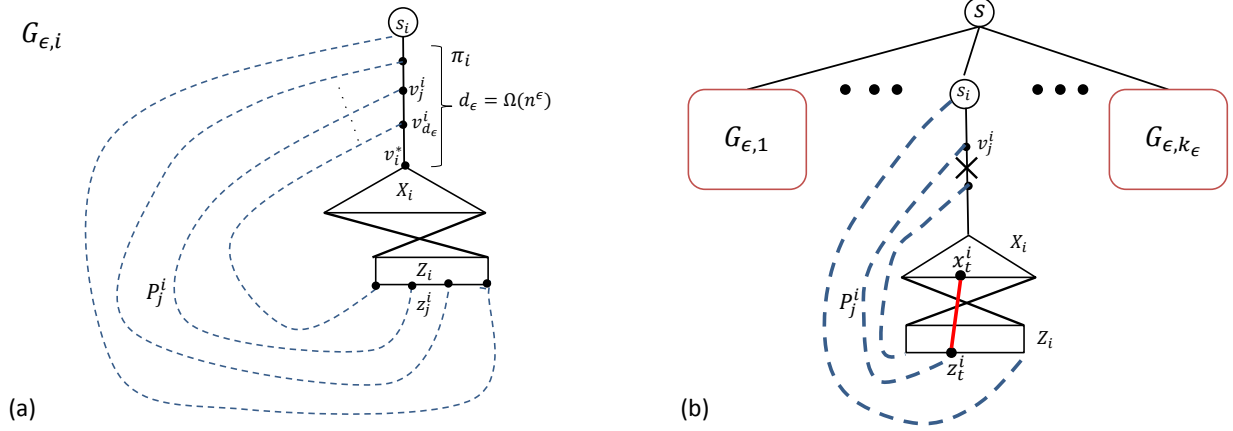 G_{ϵ,i}
s_i
π_i
v_j^i
d_ϵ = Ω(n^ϵ)
v_{d_ϵ}^i
v_i^*
X_i
Z_i
P_j^i
z_j^i
(a)
s
G_{ϵ,1}
s_i
G_{ϵ,k_ϵ}
v_j^i
X_i
x_t^i
P_j^i
Z_i
z_t^i
(b)